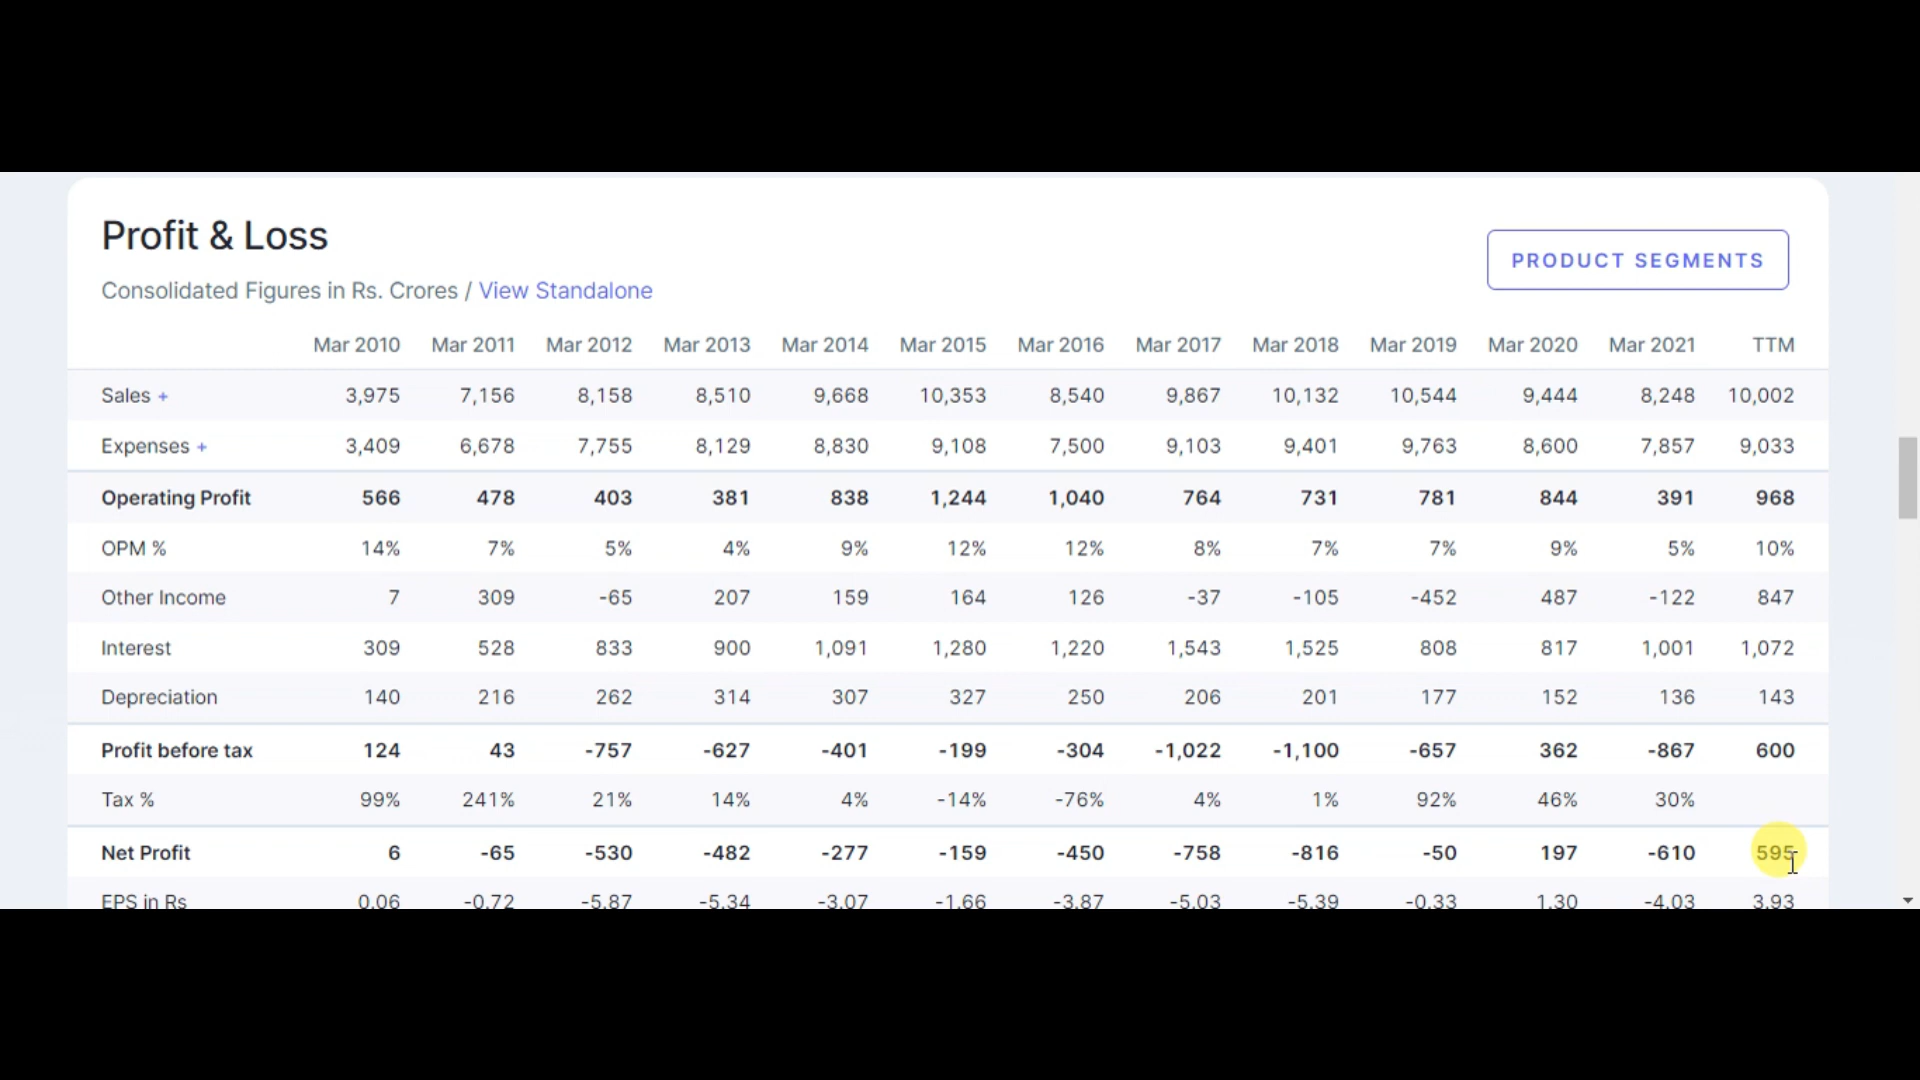 Profit & Loss
PRODUCT SEGMENTS
Consolidated Figures in Rs. Crores / View Standalone
Mar 2010 Mar 2011 Mar 2012 Mar 2013 Mar 2014 Mar 2015 Mar 2016 Mar 2017 Mar 2018 Mar 2019 Mar 2020 Mar 2021 TTM
Sales + 3,975 7,156 8,158 8,510 9,668 10,353 8,540 9,867 10,132 10,544 9,444 8,248 10,002
Expenses + 3,409 6,678 7,755 8,129 8,830 9,108 7,500 9,103 9,401 9,763 8,600 7,857 9,033
Operating Profit 566 478 403 381 838 1,244 1,040 764 731 781 844 391 968
OPM % 14% 7% 5% 4% 9% 12% 12% 8% 7% 7% 9% 5% 10%
Other Income 7 309 -65 207 159 164 126 -37 -105 -452 487 -122 847
Interest 309 528 833 900 1,091 1,280 1,220 1,543 1,525 808 817 1,001 1,072
Depreciation 140 216 262 314 307 327 250 206 201 177 152 136 143
Profit before tax 124 43 -757 -627 -401 -199 -304 -1,022 -1,100 -657 362 -867 600
Tax % 99% 241% 21% 14% 4% -14% -76% 4% 1% 92% 46% 30%
Net Profit 6 -65 -530 -482 -277 -159 -450 -758 -816 -50 197 -610 595
EPS in Rs 0.06 -0.72 -5.87 -5.34 -3.07 -1.66 -3.87 -5.03 -5.39 -0.33 1.30 -4.03 3.93